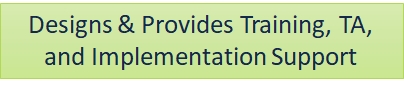 Designs & Provides Training, TA,
and Implementation Support